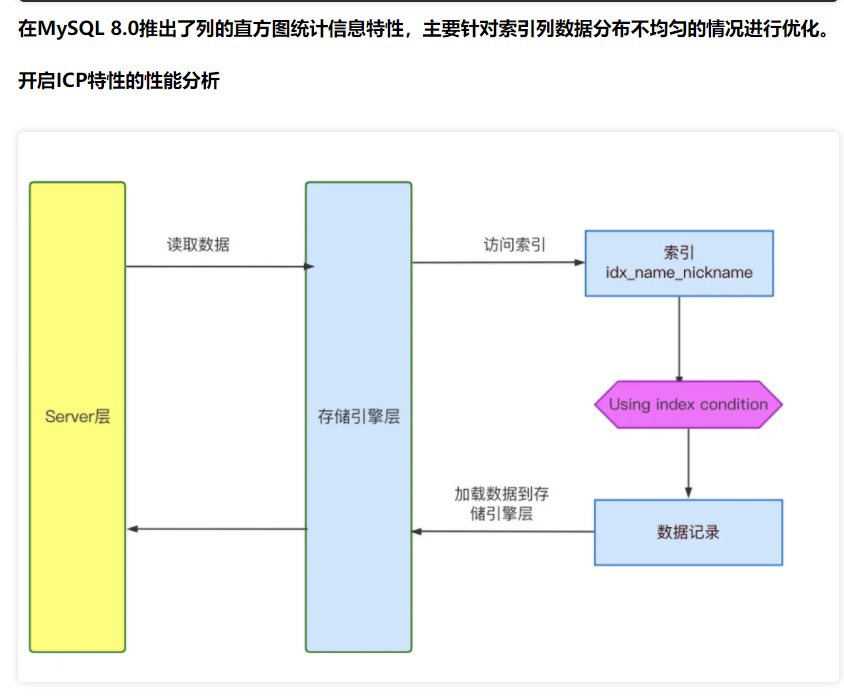 在MySQL 8.0推出了列的直方图统计信息特性，主要针对索引列数据分布不均匀的情况进行优化。
开启ICP特性的性能分析
读取数据
访问索引
索引
idx_name_nickname
Using index condition
Server层
存储引擎层
加载数据到存
储引擎层
数据记录